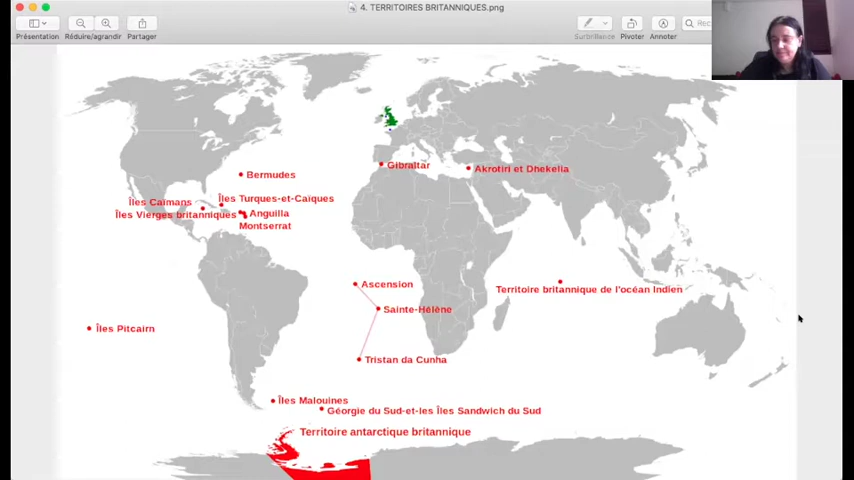 4. TERRITOIRES BRITANNIQUES.png
Présentation
Réduire/agrandir
Partager
Surbrillance
Pivoter
Annoter
Rec
Bermudes
Gibraltar
Akrotiri et Dhekelia
Îles Caïmans
Îles Turques-et-Caïques
Îles Vierges britanniques
Anguilla
Montserrat
Ascension
Territoire britannique de l'océan Indien
Sainte-Hélène
Îles Pitcairn
Tristan da Cunha
Îles Malouines
Géorgie du Sud-et-les Îles Sandwich du Sud
Territoire antarctique britannique